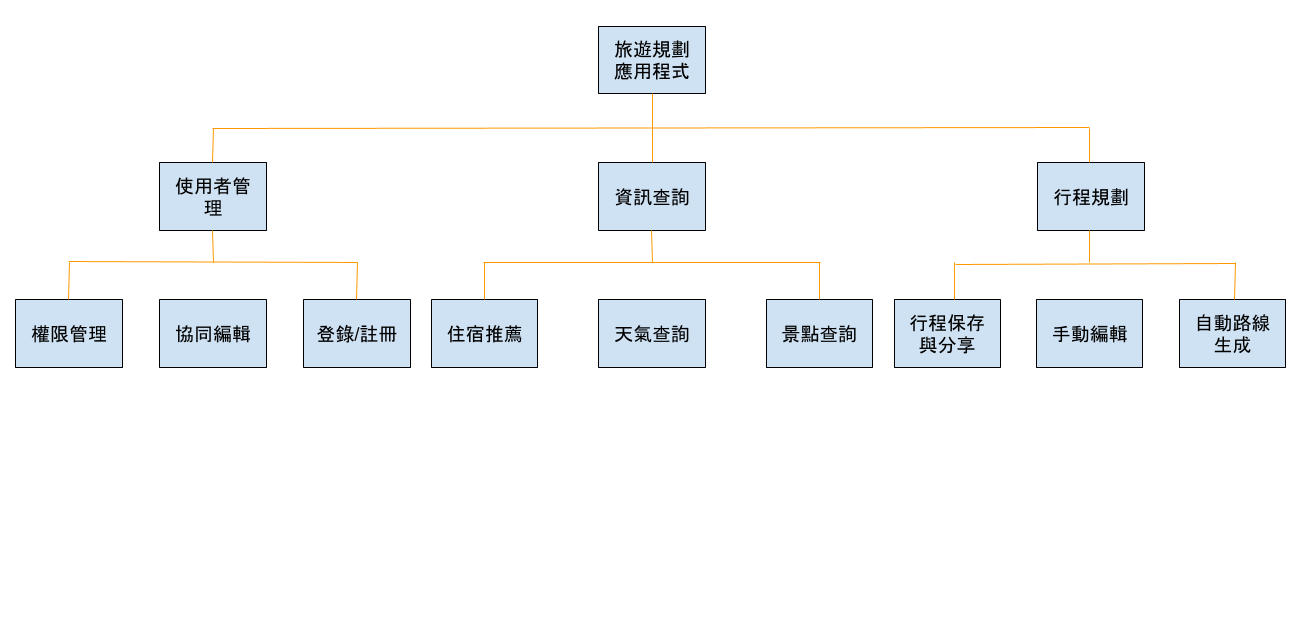 旅遊規劃
應用程式
使用者管
理
資訊查詢
行程規劃
權限管理
協同編輯
登錄/註冊
住宿推薦
天氣查詢
景點查詢
行程保存
與分享
手動編輯
自動路線
生成